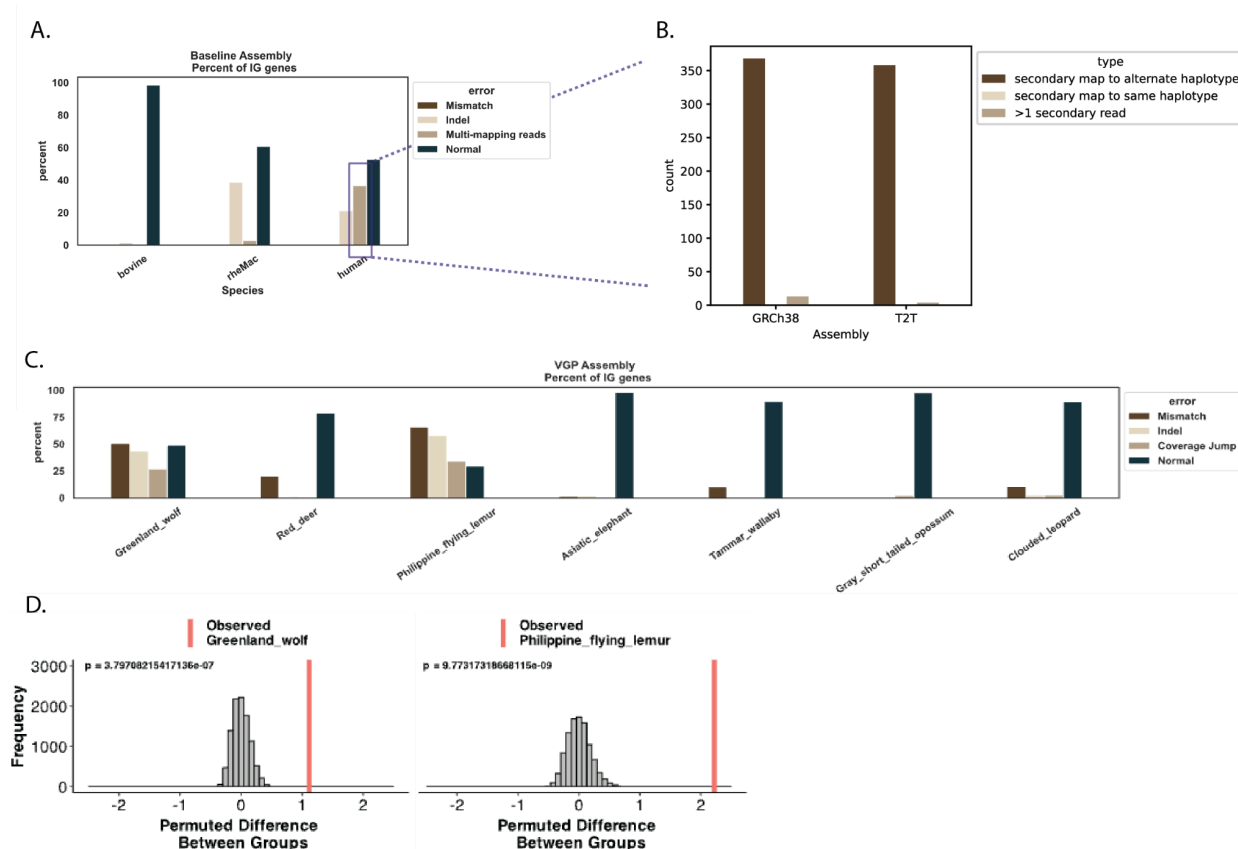 A.
Baseline Assembly
Percent of IG genes
100
80
60
40
20
0
percent
bovine
rheMac
human
Species
error
Mismatch
Indel
Multi-mapping reads
Normal
B.
350
300
250
200
150
100
50
0
count
GRCh38
T2T
Assembly
type
secondary map to alternate haplotype
secondary map to same haplotype
>1 secondary read
C.
VGP Assembly
Percent of IG genes
100
75
50
25
0
percent
Greenland_wolf
Red_deer
Philippine_flying_lemur
Asiatic_elephant
Tammar_wallaby
Gray_short_tailed_opossum
Clouded_leopard
error
Mismatch
Indel
Coverage Jump
Normal
D.
Observed
Greenland_wolf
p = 3.79708215417136e-07
3000
2000
1000
0
Frequency
-2 -1 0 1 2
Permuted Difference
Between Groups
Observed
Philippine_flying_lemur
p = 9.77317318668115e-09
-2 -1 0 1 2
Permuted Difference
Between Groups